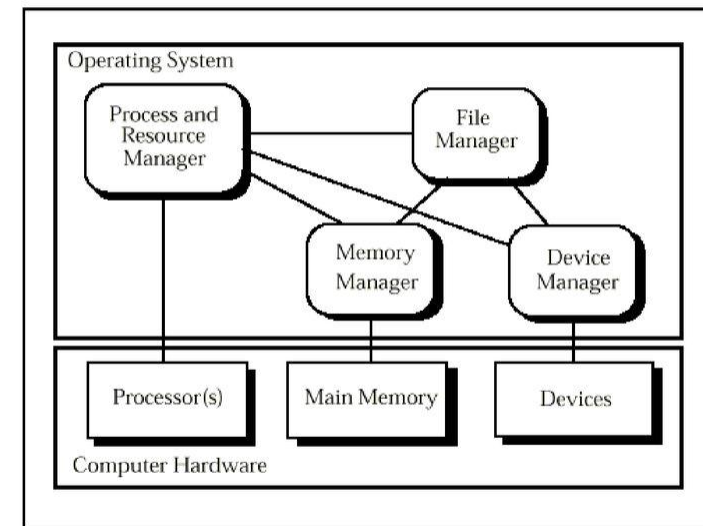 Operating System
Process and
Resource
Manager
File
Manager
Memory
Manager
Device
Manager
Processor(s)
Main Memory
Devices
Computer Hardware